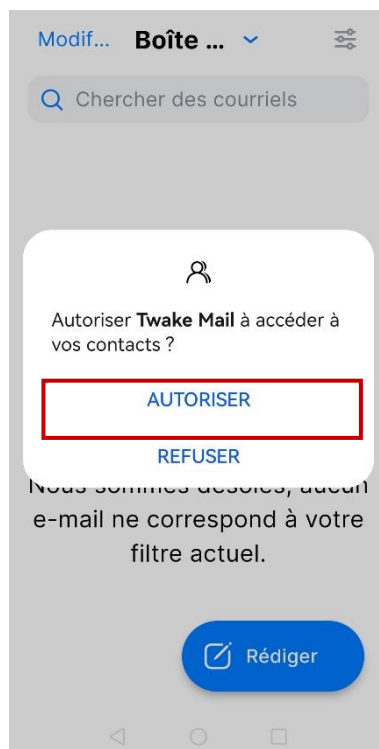 Modif... Boîte ...
Chercher des courriels
Autoriser Twake Mail à accéder à
vos contacts ?
AUTORISER
REFUSER
Nous sommes désolés, aucun
e-mail ne correspond à votre
filtre actuel.
Rédiger